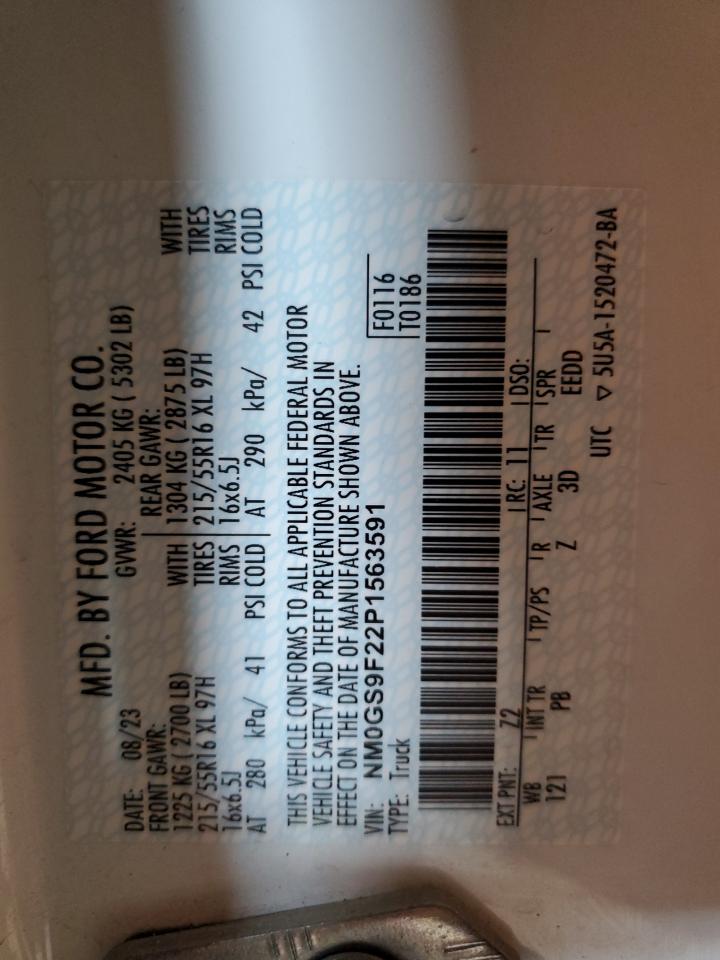 MFD. BY FORD MOTOR CO.
DATE: 08/23 GVWR: 2405 KG ( 5302 LB)
FRONT GAWR: REAR GAWR:
1225 KG ( 2700 LB) WITH 1304 KG ( 2875 LB) WITH
215/55R16 XL 97H TIRES 215/55R16 XL 97H TIRES
16x6.5J RIMS 16x6.5J RIMS
AT 280 kPa/ 41 PSI COLD AT 290 kPa/ 42 PSI COLD
THIS VEHICLE CONFORMS TO ALL APPLICABLE FEDERAL MOTOR
VEHICLE SAFETY AND THEFT PREVENTION STANDARDS IN
EFFECT ON THE DATE OF MANUFACTURE SHOWN ABOVE.
VIN: NM0GS9F22P1563591 F0116
TYPE: Truck T0186
EXT PNT: Z2 RC: 11 DSO:
WB INT TR TP/PS R AXLE TR SPR
121 PB Z 3D EEDD
UTC ▽ 5U5A-1520472-BA